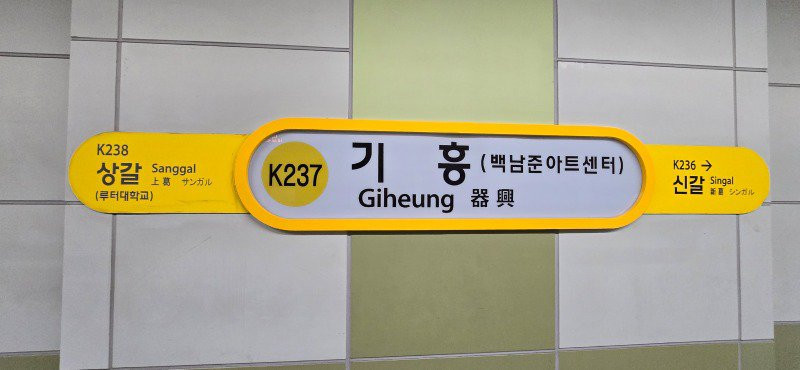 K238
상갈 Sanggal
上葛 サンガル
(루터대학교)
K237
기흥 (백남준아트센터)
Giheung 器興
K236 →
신갈 Singal
新葛 シンガル